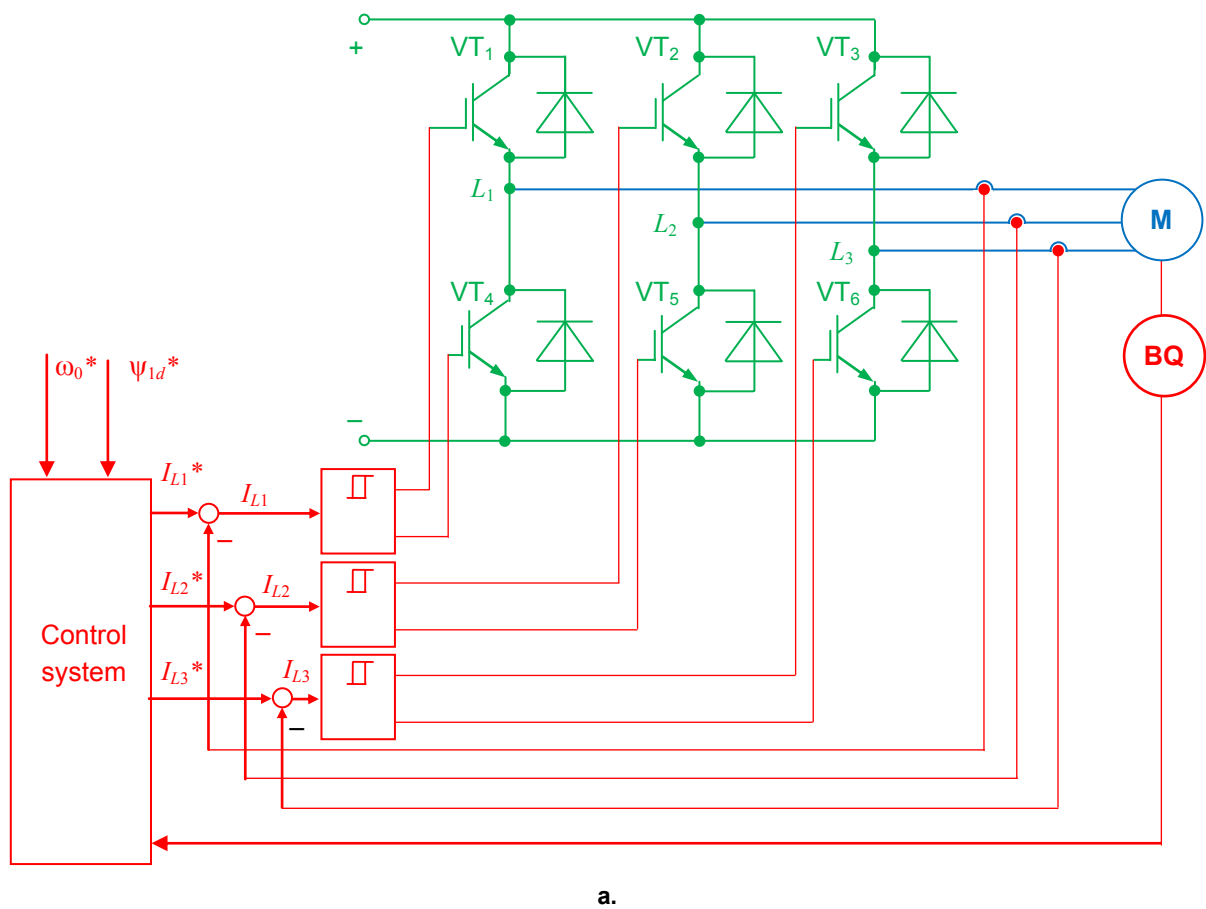 +
VT1 VT2 VT3
L1
L2
L3
M
VT4 VT5 VT6
BQ
ω0* ψ1d*
–
IL1* IL1
–
IL2* IL2
–
Control
system
IL3* IL3
–
a.